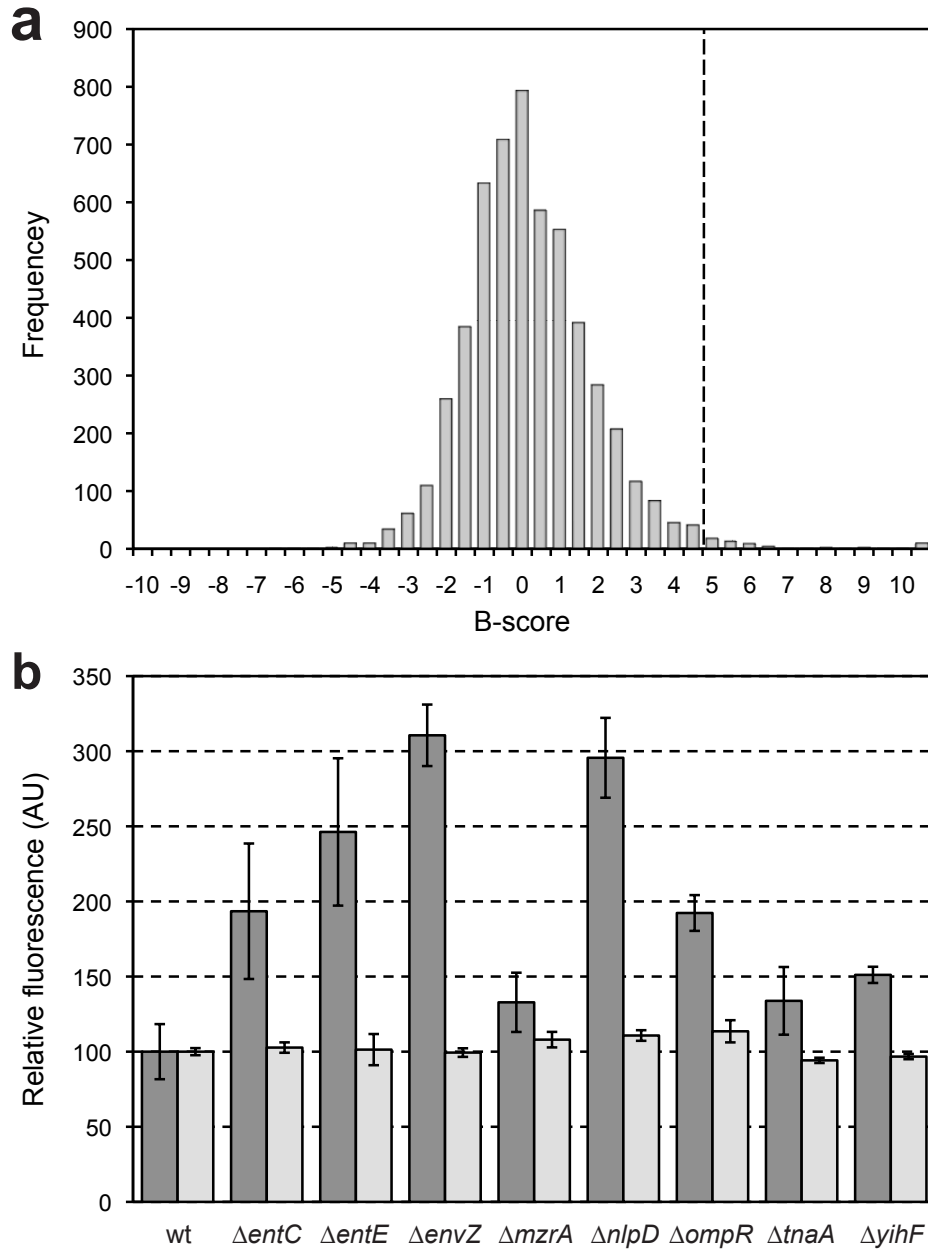 a
900
800
700
600
500
400
300
200
100
0
Frequencey
-10 -9 -8 -7 -6 -5 -4 -3 -2 -1 0 1 2 3 4 5 6 7 8 9 10
B-score
b
350
300
250
200
150
100
50
0
Relative fluorescence (AU)
wt ΔentC ΔentE ΔenvZ ΔmzrA ΔnlpD ΔompR ΔtnaA ΔyihF